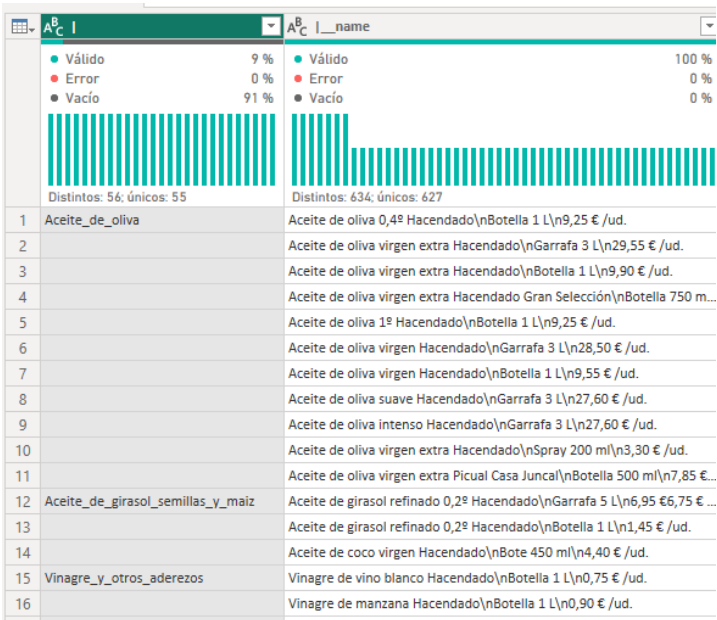 ABC | ABC |__name
Válido 9 % Válido 100 %
Error 0 % Error 0 %
Vacío 91 % Vacío 0 %
Distintos: 56; únicos: 55 Distintos: 634; únicos: 627
1 Aceite_de_oliva Aceite de oliva 0,4º Hacendado\nBotella 1 L\n9,25 € /ud.
2 Aceite de oliva virgen extra Hacendado\nGarrafa 3 L\n29,55 € /ud.
3 Aceite de oliva virgen extra Hacendado\nBotella 1 L\n9,90 € /ud.
4 Aceite de oliva virgen extra Hacendado Gran Selección\nBotella 750 m...
5 Aceite de oliva 1º Hacendado\nBotella 1 L\n9,25 € /ud.
6 Aceite de oliva virgen Hacendado\nGarrafa 3 L\n28,50 € /ud.
7 Aceite de oliva virgen Hacendado\nBotella 1 L\n9,55 € /ud.
8 Aceite de oliva suave Hacendado\nGarrafa 3 L\n27,60 € /ud.
9 Aceite de oliva intenso Hacendado\nGarrafa 3 L\n27,60 € /ud.
10 Aceite de oliva virgen extra Hacendado\nSpray 200 ml\n3,30 € /ud.
11 Aceite de oliva virgen extra Picual Casa Juncal\nBotella 500 ml\n7,85 €...
12 Aceite_de_girasol_semillas_y_maiz Aceite de girasol refinado 0,2º Hacendado\nGarrafa 5 L\n6,95 €6,75 € ...
13 Aceite de girasol refinado 0,2º Hacendado\nBotella 1 L\n1,45 € /ud.
14 Aceite de coco virgen Hacendado\nBote 450 ml\n4,40 € /ud.
15 Vinagre_y_otros_aderezos Vinagre de vino blanco Hacendado\nBotella 1 L\n0,75 € /ud.
16 Vinagre de manzana Hacendado\nBotella 1 L\n0,90 € /ud.